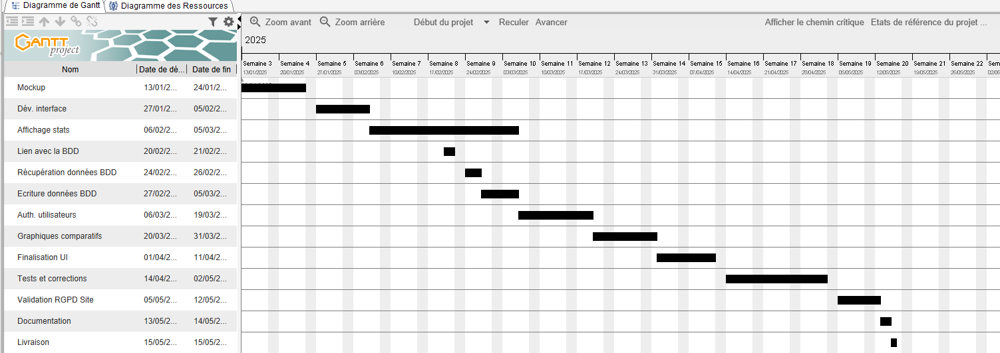 Diagramme de Gantt Diagramme des Ressources
Zoom avant Zoom arrière Début du projet Reculer Avancer Afficher le chemin critique Etats de référence du projet ...
GANTT project
2025
Nom Date de dé... Date de fin
Semaine 3 Semaine 4 Semaine 5 Semaine 6 Semaine 7 Semaine 8 Semaine 9 Semaine 10 Semaine 11 Semaine 12 Semaine 13 Semaine 14 Semaine 15 Semaine 16 Semaine 17 Semaine 18 Semaine 19 Semaine 20 Semaine 21 Semaine 22 Sem
13/01/2025 20/01/2025 27/01/2025 03/02/2025 10/02/2025 17/02/2025 24/02/2025 03/03/2025 10/03/2025 17/03/2025 24/03/2025 31/03/2025 07/04/2025 14/04/2025 21/04/2025 28/04/2025 05/05/2025 12/05/2025 19/05/2025 26/05/2025 02/06
Mockup 13/01/2... 24/01/2...
Dév. interface 27/01/2... 05/02/2...
Affichage stats 06/02/2... 05/03/2...
Lien avec la BDD 20/02/2... 21/02/2...
Récupération données BDD 24/02/2... 26/02/2...
Ecriture données BDD 27/02/2... 05/03/2...
Auth. utilisateurs 06/03/2... 19/03/2...
Graphiques comparatifs 20/03/2... 31/03/2...
Finalisation UI 01/04/2... 11/04/2...
Tests et corrections 14/04/2... 02/05/2...
Validation RGPD Site 05/05/2... 12/05/2...
Documentation 13/05/2... 14/05/2...
Livraison 15/05/2... 15/05/2...